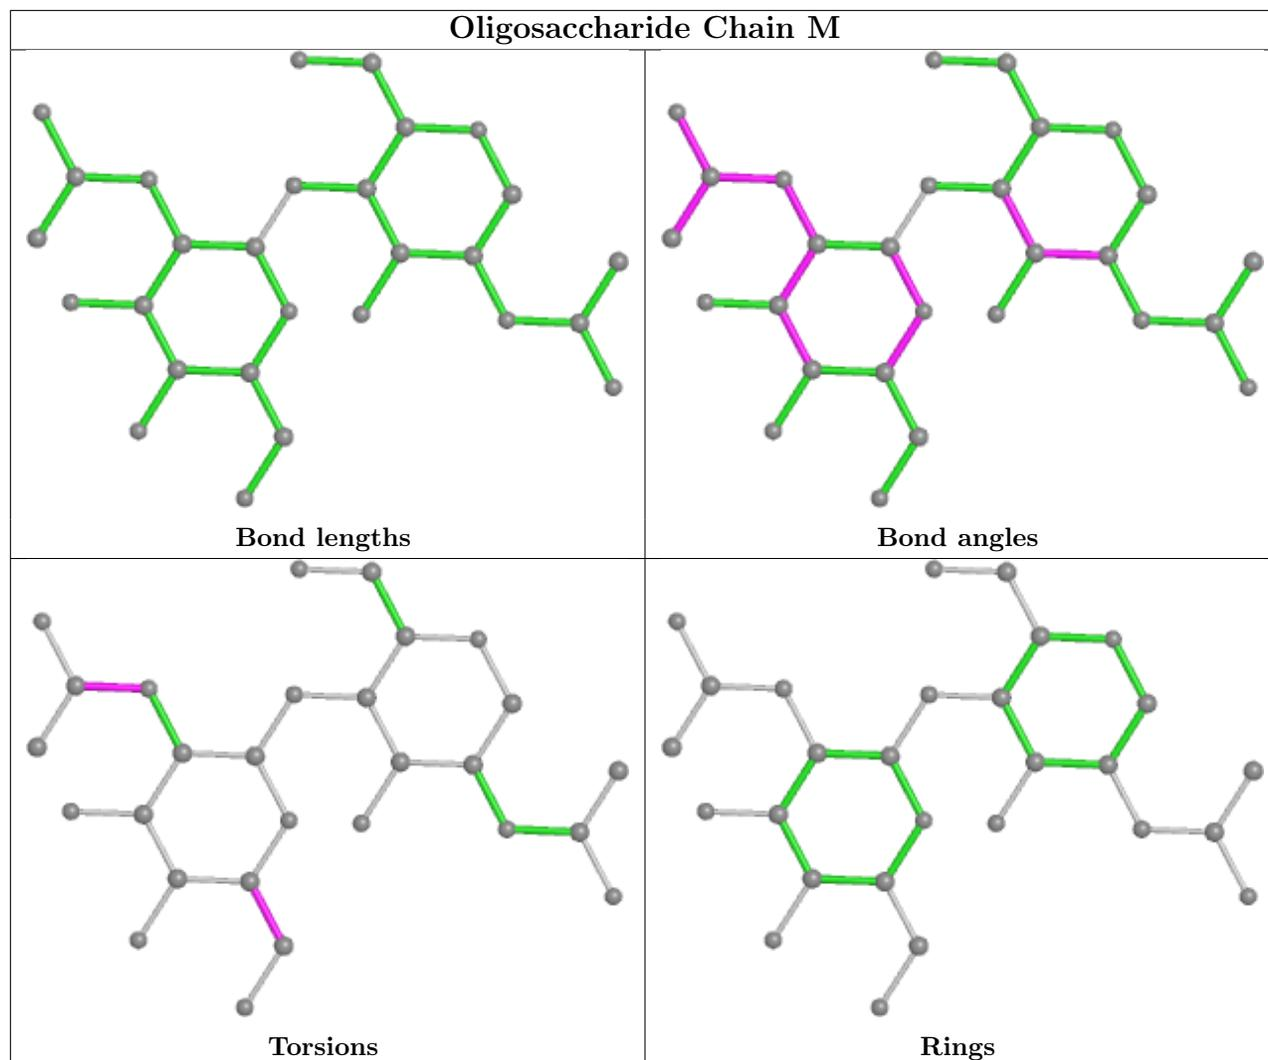 Oligosaccharide Chain M
Bond lengths
Bond angles
Torsions
Rings